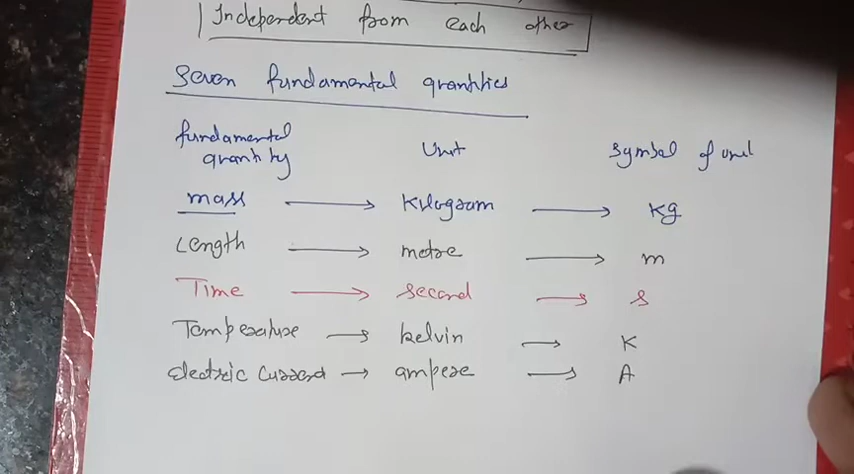 Independent from each other
Seven fundamental quantities
fundamental quantity Unit Symbol of unit
mass → Kilogram → Kg
Length → metre → m
Time → second → s
Temperature → kelvin → K
Electric Current → ampere → A